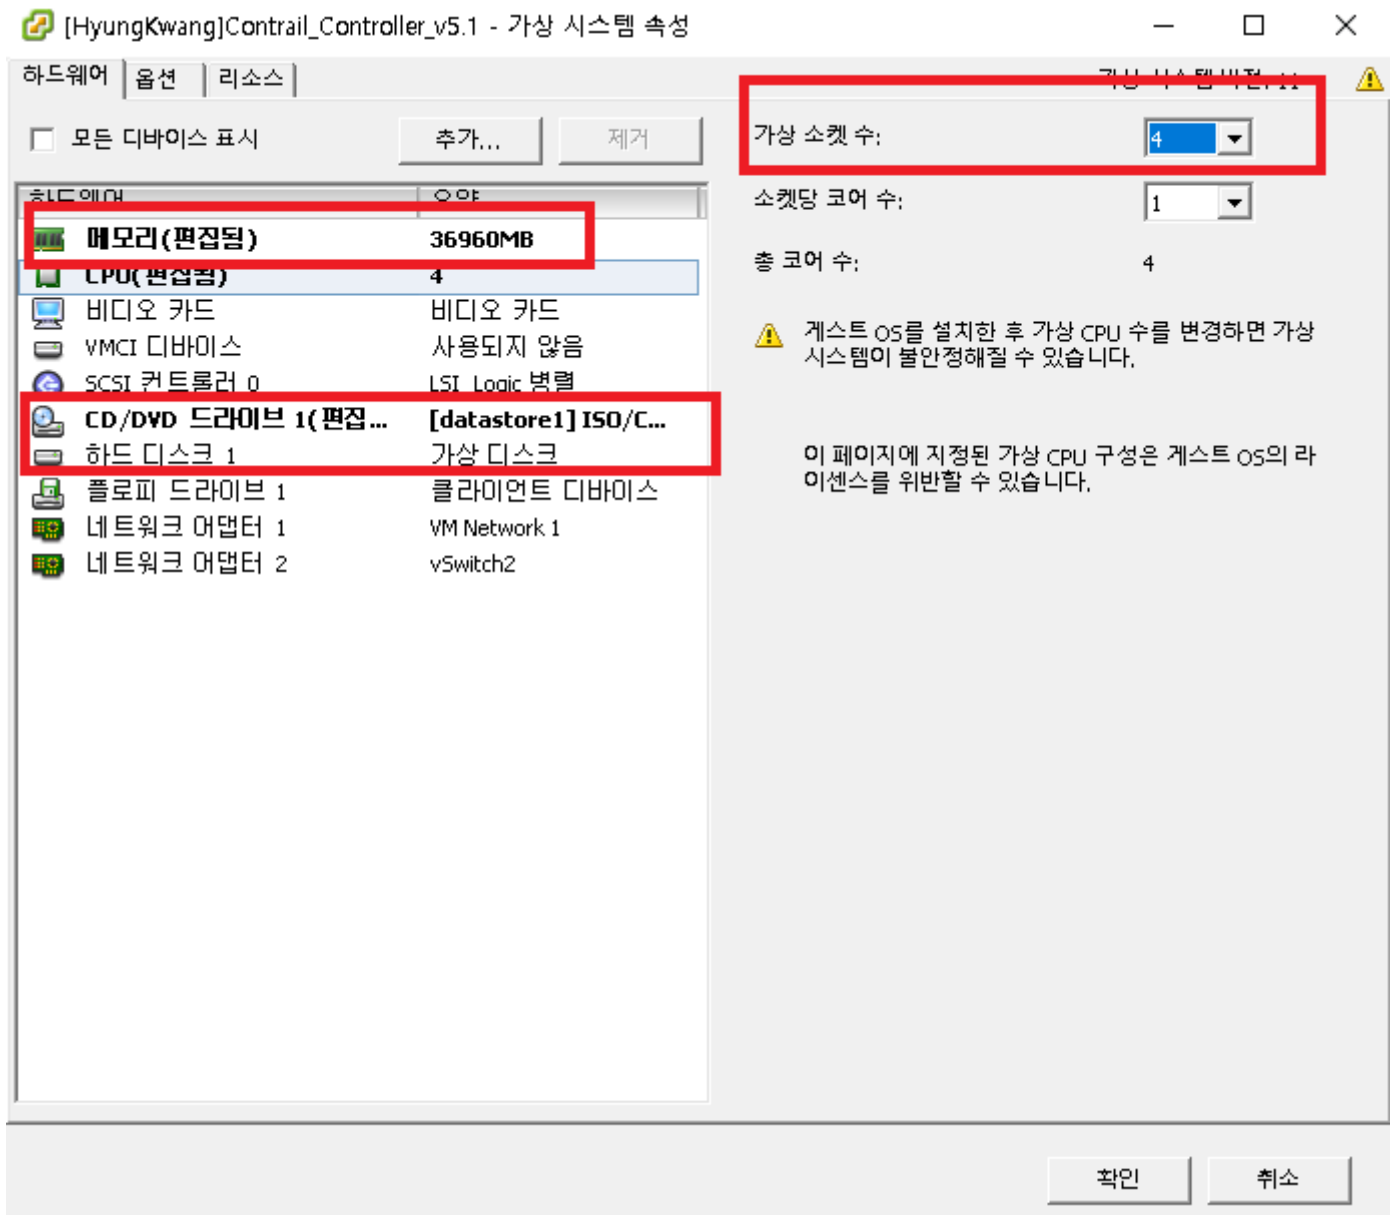 [HyungKwang]Contrail_Controller_v5.1 - 가상 시스템 속성
하드웨어 옵션 리소스
모든 디바이스 표시 추가... 제거
메모리(편집됨) 36960MB
CPU(편집됨) 4
비디오 카드 비디오 카드
VMCI 디바이스 사용되지 않음
SCSI 컨트롤러 0 LSI Logic 병렬
CD/DVD 드라이브 1(편집... [datastore1] ISO/C...
하드 디스크 1 가상 디스크
플로피 드라이브 1 클라이언트 디바이스
네트워크 어댑터 1 VM Network 1
네트워크 어댑터 2 vSwitch2
가상 소켓 수: 4
소켓당 코어 수: 1
총 코어 수: 4
게스트 OS를 설치한 후 가상 CPU 수를 변경하면 가상
시스템이 불안정해질 수 있습니다.
이 페이지에 지정된 가상 CPU 구성은 게스트 OS의 라
이센스를 위반할 수 있습니다.
확인 취소